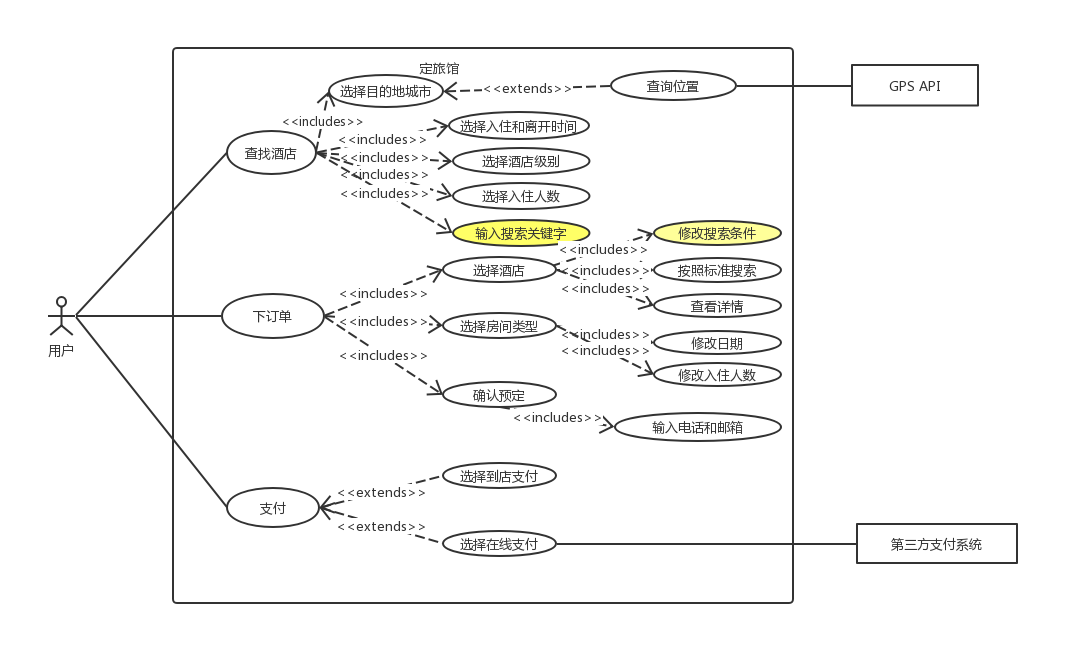 定旅馆
选择目的地城市
<<extends>>
查询位置
GPS API
<<includes>>
选择入住和离开时间
<<includes>>
查找酒店
<<includes>>
选择酒店级别
<<includes>>
选择入住人数
<<includes>>
输入搜索关键字
修改搜索条件
<<includes>>
选择酒店
<<includes>>
按照标准搜索
<<includes>>
<<includes>>
查看详情
下订单
<<includes>>
选择房间类型
<<includes>>
修改日期
用户
<<includes>>
<<includes>>
修改入住人数
确认预定
<<includes>>
输入电话和邮箱
选择到店支付
<<extends>>
支付
<<extends>>
选择在线支付
第三方支付系统